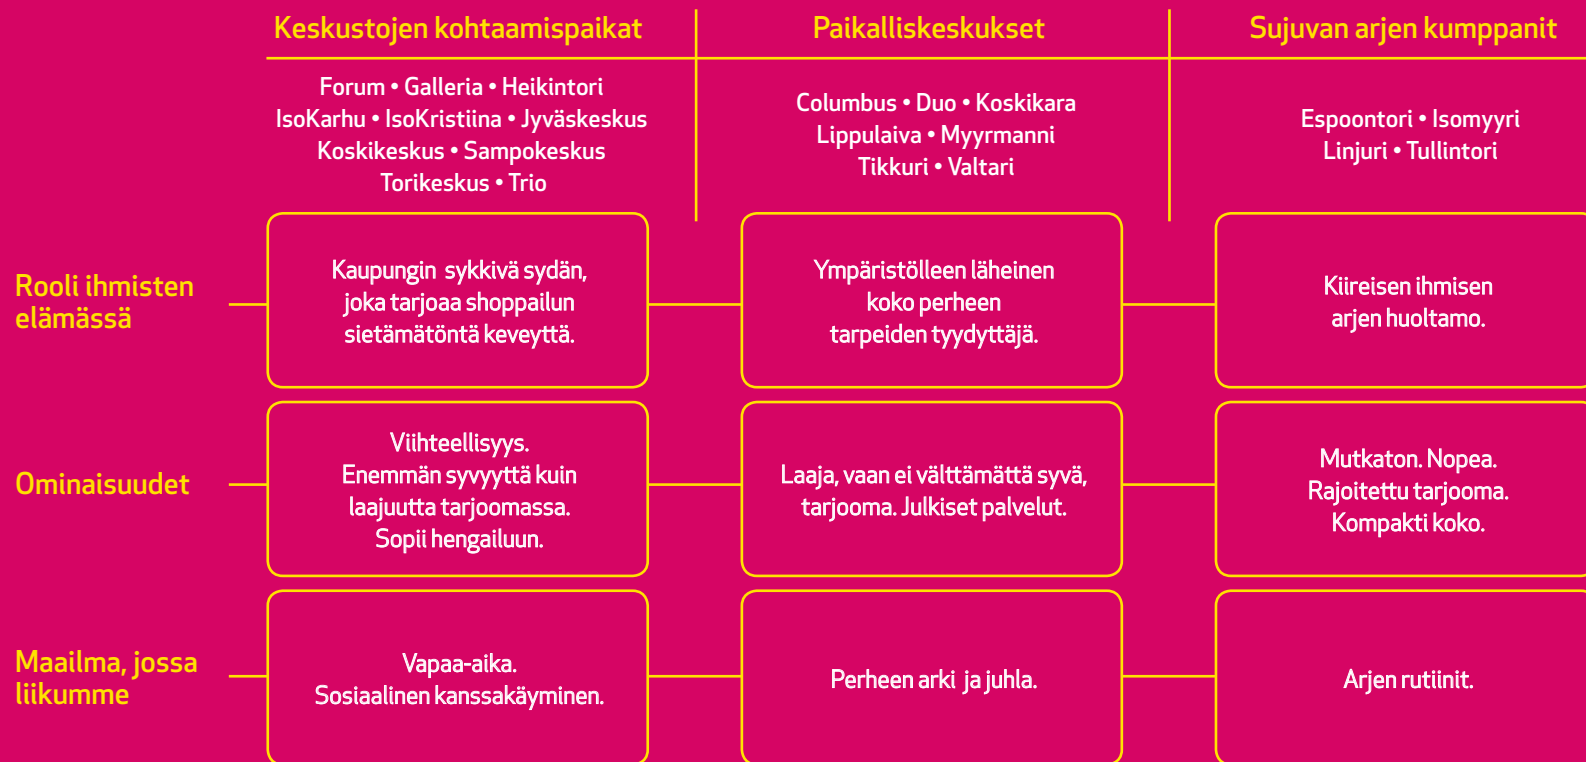 Keskustojen kohtaamispaikat
Paikalliskeskukset
Sujuvan arjen kumppanit
Forum • Galleria • Heikintori
IsoKarhu • IsoKristiina • Jyväskeskus
Koskikeskus • Sampokeskus
Torikeskus • Trio
Columbus • Duo • Koskikara
Lippulaiva • Myyrmanni
Tikkuri • Valtari
Espoontori • Isomyyri
Linjuri • Tullintori
Rooli ihmisten
elämässä
Kaupungin sykkivä sydän,
joka tarjoaa shoppailun
sietämätöntä keveyttä.
Ympäristölleen läheinen
koko perheen
tarpeiden tyydyttäjä.
Kiireisen ihmisen
arjen huoltamo.
Ominaisuudet
Viihteellisyys.
Enemmän syvyyttä kuin
laajuutta tarjoomassa.
Sopii hengailuun.
Laaja, vaan ei välttämättä syvä,
tarjooma. Julkiset palvelut.
Mutkaton. Nopea.
Rajoitettu tarjooma.
Kompakti koko.
Maailma, jossa
liikumme
Vapaa-aika.
Sosiaalinen kanssakäyminen.
Perheen arki ja juhla.
Arjen rutiinit.